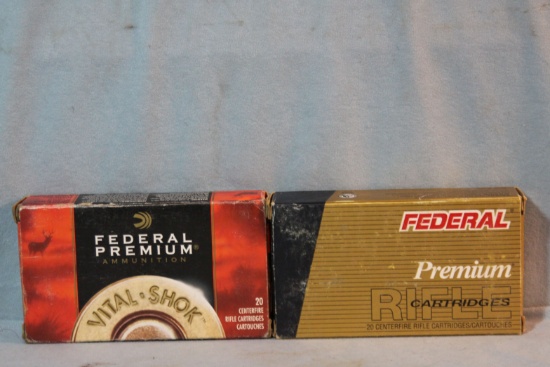 FEDERAL
PREMIUM®
AMMUNITION
VITAL·SHOK
20
CENTERFIRE
RIFLE CARTRIDGES
CARTOUCHES
FEDERAL
Premium
RIFLE
CARTRIDGES
20 CENTERFIRE RIFLE CARTRIDGES/CARTOUCHES